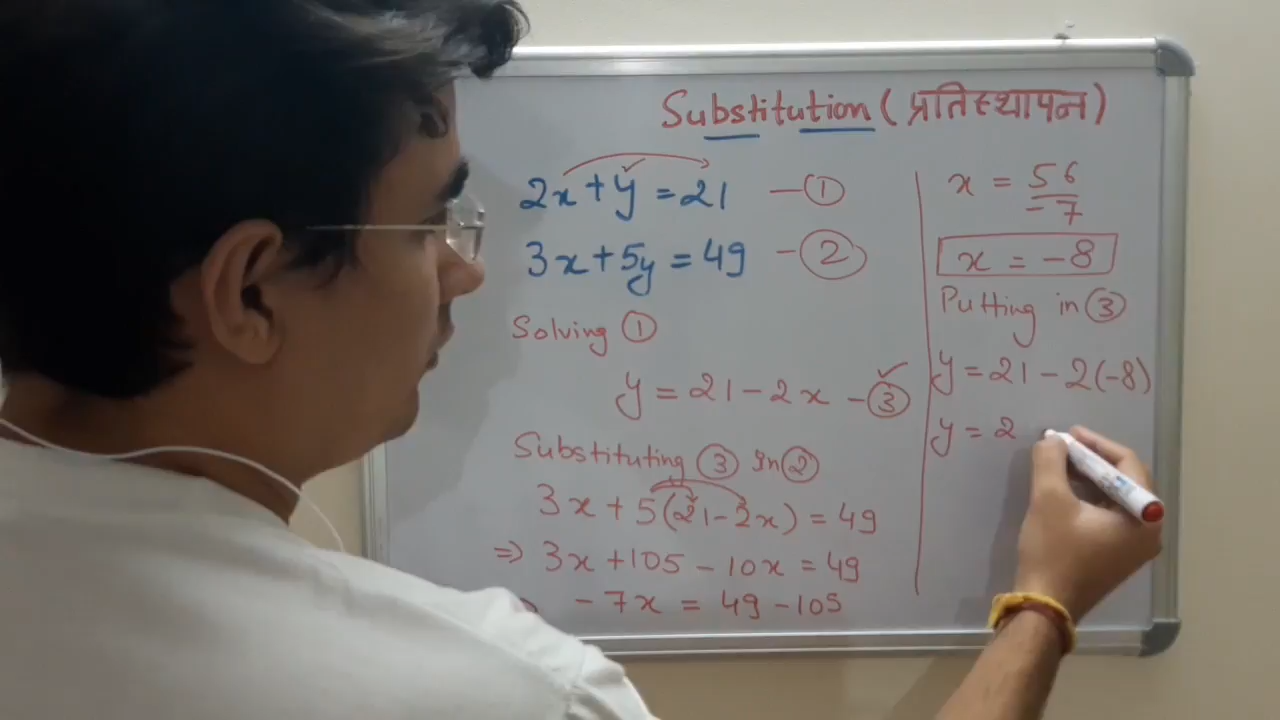 Substitution (प्रतिस्थापन)
2x + y = 21 — ①
3x + 5y = 49 - ②
Solving ①
y = 21 - 2x - ③
Substituting ③ in ②
3x + 5(21 - 2x) = 49
⇒ 3x + 105 - 10x = 49
- 7x = 49 - 105
x = 56/-7
x = -8
Putting in ③
y = 21 - 2(-8)
y = 2